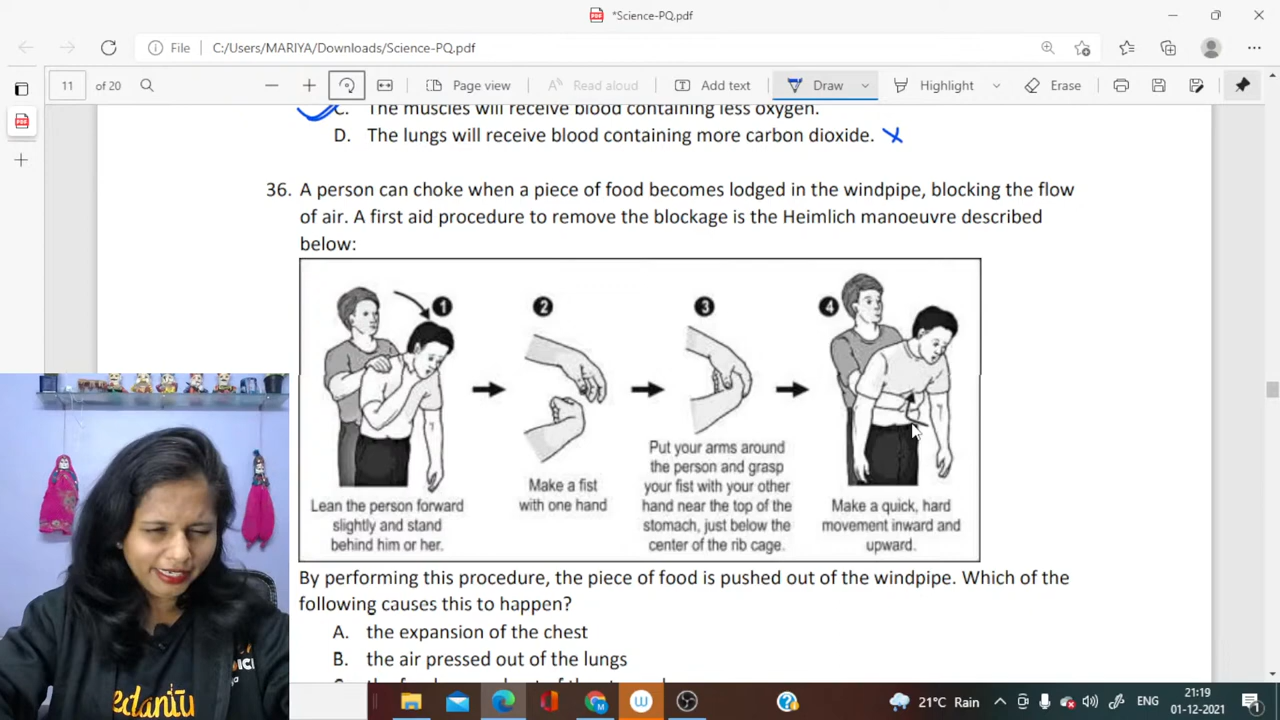 *Science-PQ.pdf
File
C:/Users/MARIYA/Downloads/Science-PQ.pdf
11 of 20
Page view
Read aloud
Add text
Draw
Highlight
Erase
C. The muscles will receive blood containing less oxygen.
D. The lungs will receive blood containing more carbon dioxide.
36. A person can choke when a piece of food becomes lodged in the windpipe, blocking the flow
of air. A first aid procedure to remove the blockage is the Heimlich manoeuvre described
below:
1
2
3
4
Lean the person forward
slightly and stand
behind him or her.
Make a fist
with one hand
Put your arms around
the person and grasp
your fist with your other
hand near the top of the
stomach, just below the
center of the rib cage.
Make a quick, hard
movement inward and
upward.
By performing this procedure, the piece of food is pushed out of the windpipe. Which of the
following causes this to happen?
A. the expansion of the chest
B. the air pressed out of the lungs
21°C Rain
ENG
21:19
01-12-2021